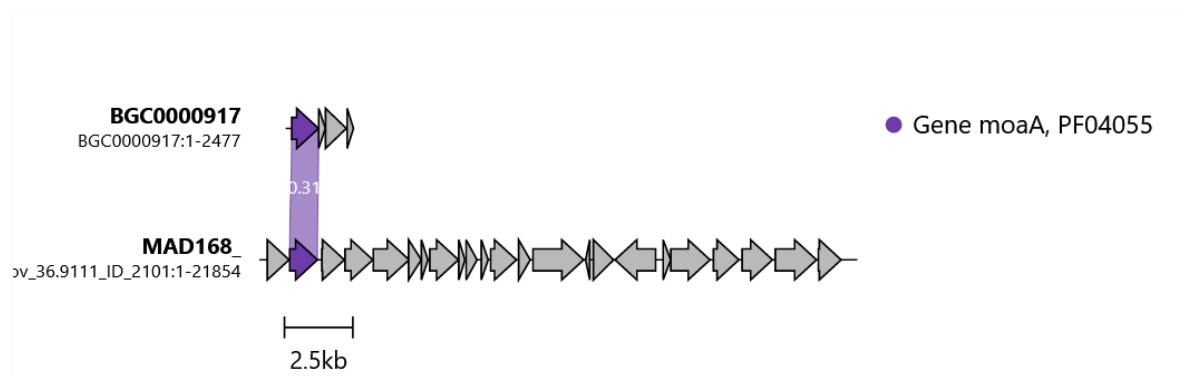 BGC0000917
BGC0000917:1-2477
Gene moaA, PF04055
0.31
MAD168_
ov_36.9111_ID_2101:1-21854
2.5kb